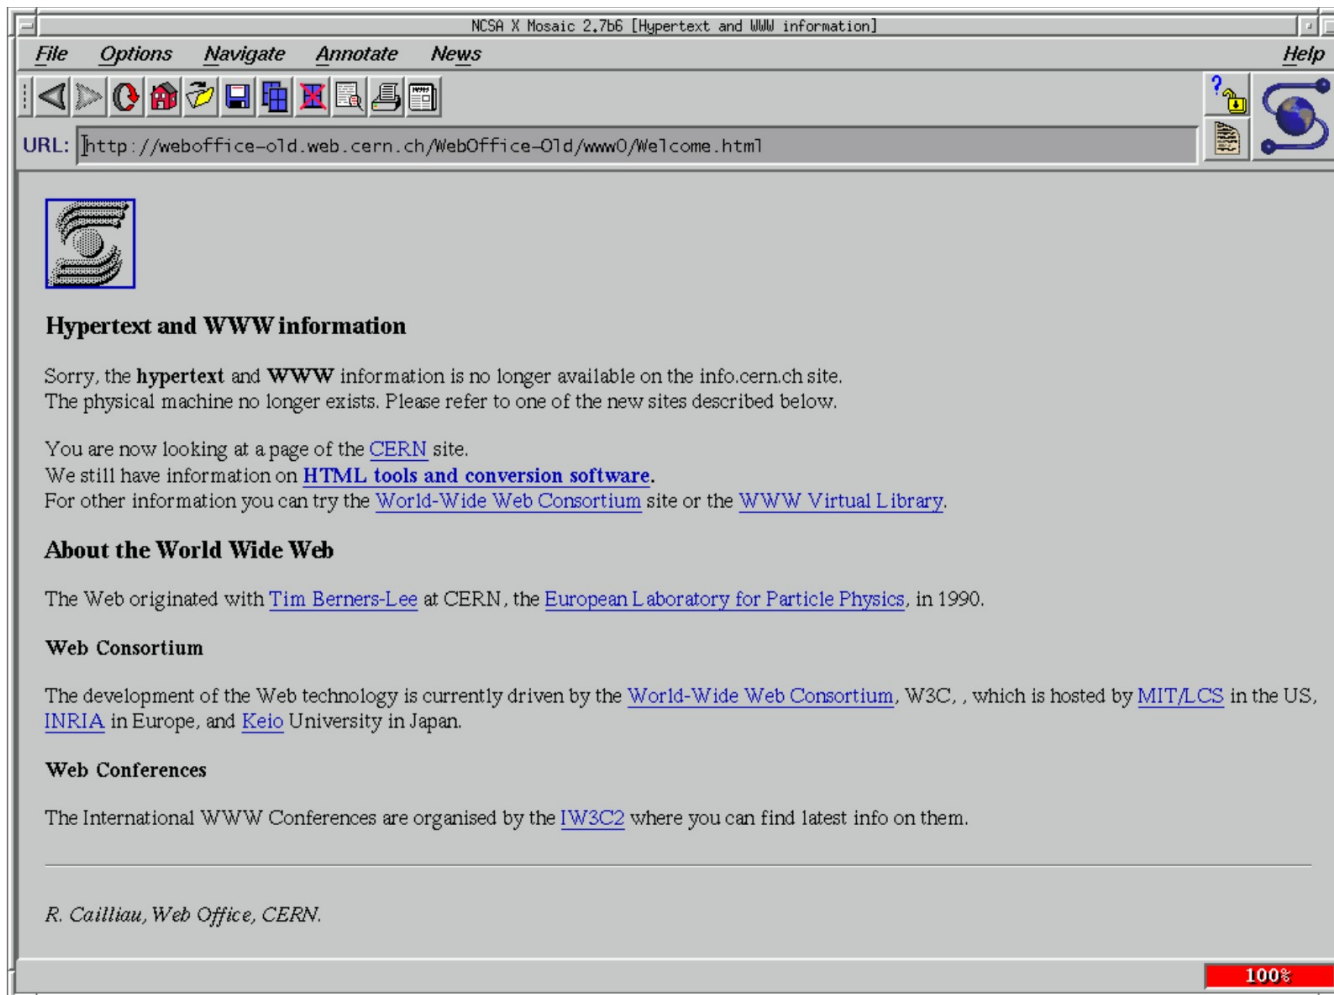 NCSA X Mosaic 2.7b6 [Hypertext and WWW information]
File Options Navigate Annotate News Help
URL: http://weboffice-old.web.cern.ch/WebOffice-Old/www0/Welcome.html
Hypertext and WWW information
Sorry, the hypertext and WWW information is no longer available on the info.cern.ch site.
The physical machine no longer exists. Please refer to one of the new sites described below.
You are now looking at a page of the CERN site.
We still have information on HTML tools and conversion software.
For other information you can try the World-Wide Web Consortium site or the WWW Virtual Library.
About the World Wide Web
The Web originated with Tim Berners-Lee at CERN, the European Laboratory for Particle Physics, in 1990.
Web Consortium
The development of the Web technology is currently driven by the World-Wide Web Consortium, W3C, , which is hosted by MIT/LCS in the US,
INRIA in Europe, and Keio University in Japan.
Web Conferences
The International WWW Conferences are organised by the IW3C2 where you can find latest info on them.
R. Cailliau, Web Office, CERN.
100%